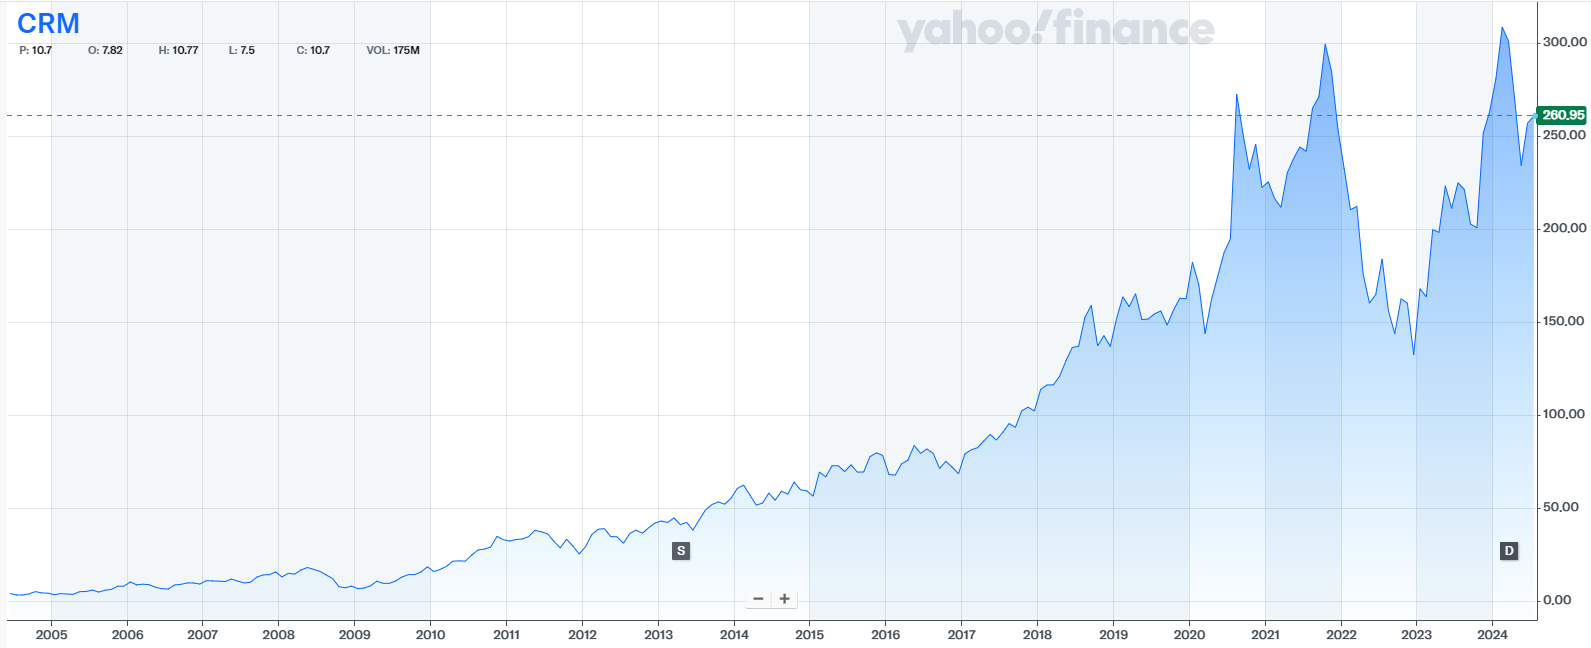 CRM
yahoo!finance
P: 10.7 O: 7.82 H: 10.77 L: 7.5 C: 10.7 VOL: 175M
300.00
260.95
250.00
200.00
150.00
100.00
50.00
S
D
− +
0.00
2005 2006 2007 2008 2009 2010 2011 2012 2013 2014 2015 2016 2017 2018 2019 2020 2021 2022 2023 2024